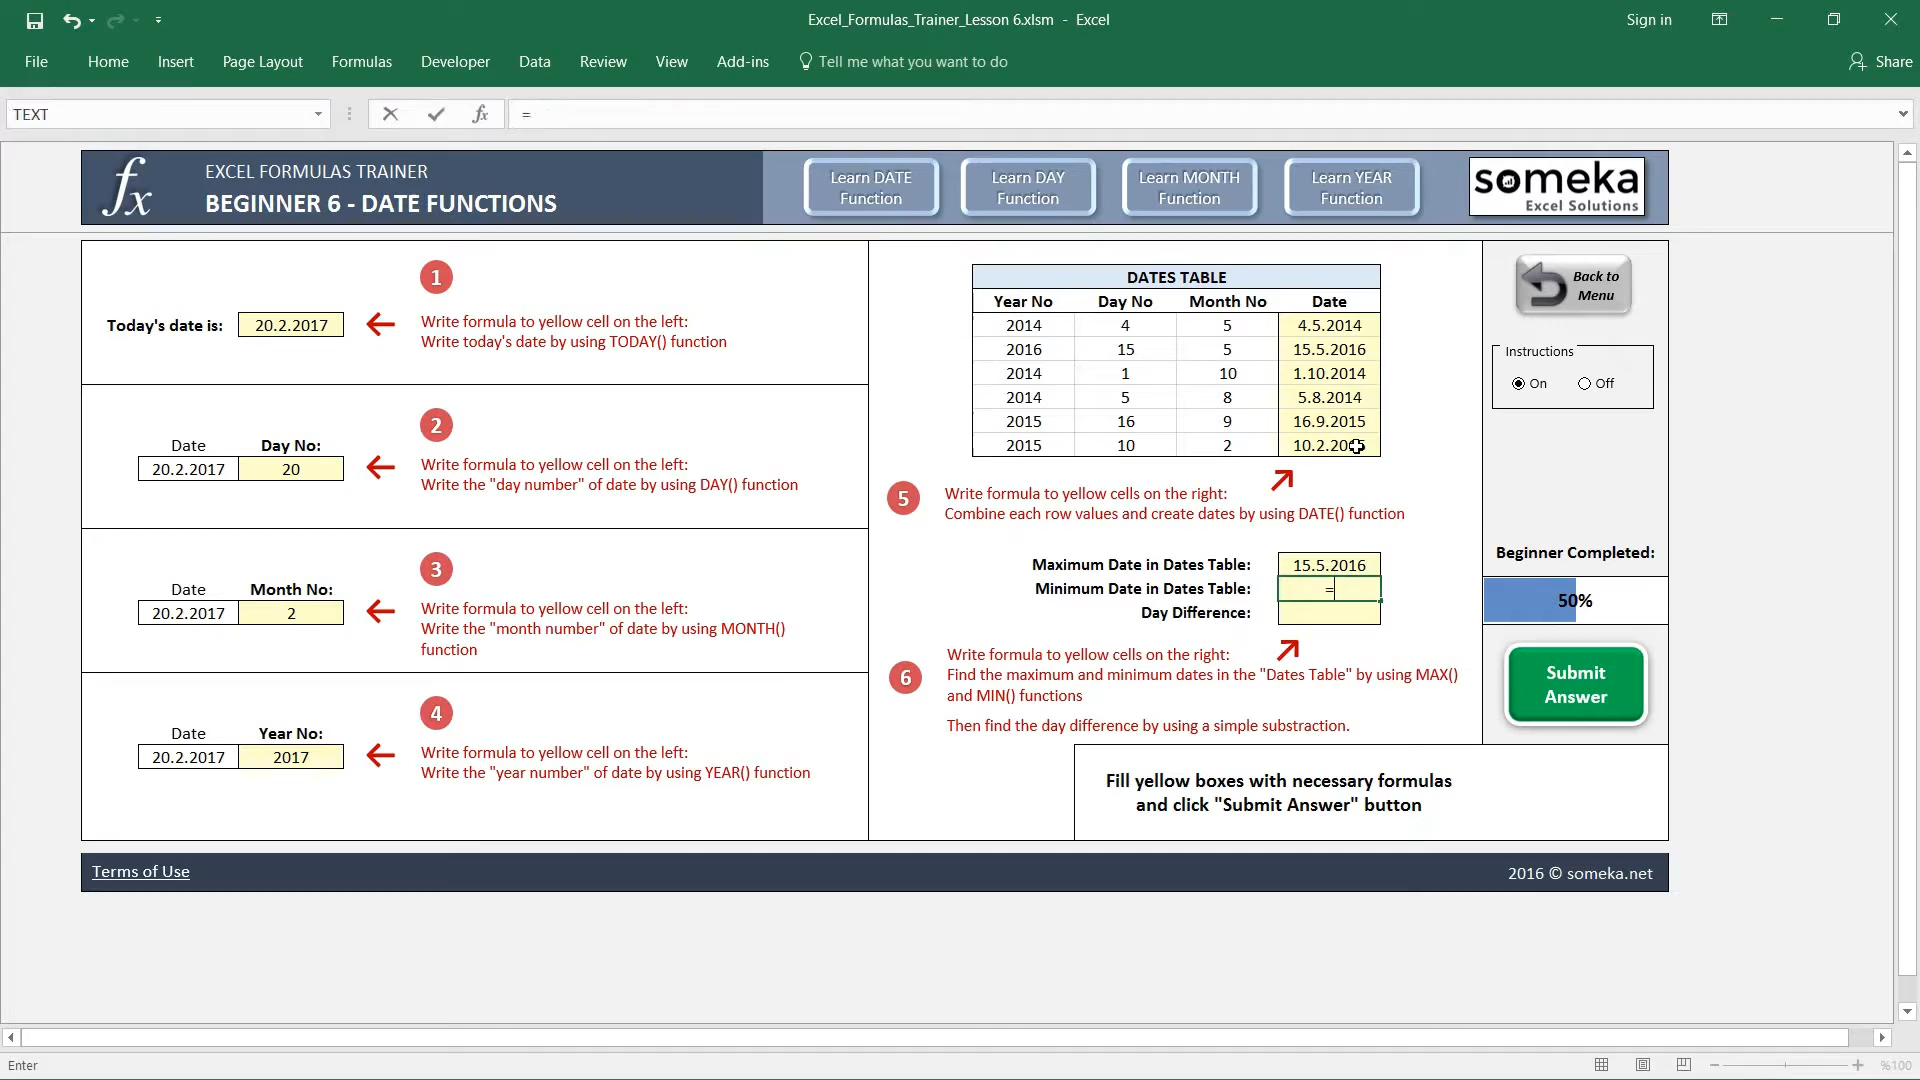 Excel_Formulas_Trainer_Lesson 6.xlsm - Excel
Sign in
File Home Insert Page Layout Formulas Developer Data Review View Add-ins Tell me what you want to do
Share
TEXT
fx
=
fx
EXCEL FORMULAS TRAINER
BEGINNER 6 - DATE FUNCTIONS
Learn DATE
Function
Learn DAY
Function
Learn MONTH
Function
Learn YEAR
Function
someka
Excel Solutions
1
Today's date is: 20.2.2017
Write formula to yellow cell on the left:
Write today's date by using TODAY() function
2
Date Day No:
20.2.2017 20
Write formula to yellow cell on the left:
Write the "day number" of date by using DAY() function
3
Date Month No:
20.2.2017 2
Write formula to yellow cell on the left:
Write the "month number" of date by using MONTH()
function
4
Date Year No:
20.2.2017 2017
Write formula to yellow cell on the left:
Write the "year number" of date by using YEAR() function
DATES TABLE
Year No Day No Month No Date
2014 4 5 4.5.2014
2016 15 5 15.5.2016
2014 1 10 1.10.2014
2014 5 8 5.8.2014
2015 16 9 16.9.2015
2015 10 2 10.2.2015
5
Write formula to yellow cells on the right:
Combine each row values and create dates by using DATE() function
Maximum Date in Dates Table: 15.5.2016
Minimum Date in Dates Table: =
Day Difference:
6
Write formula to yellow cells on the right:
Find the maximum and minimum dates in the "Dates Table" by using MAX()
and MIN() functions
Then find the day difference by using a simple substraction.
Fill yellow boxes with necessary formulas
and click "Submit Answer" button
Back to
Menu
Instructions
On Off
Beginner Completed:
50%
Submit
Answer
Terms of Use
2016 © someka.net
Enter
%100